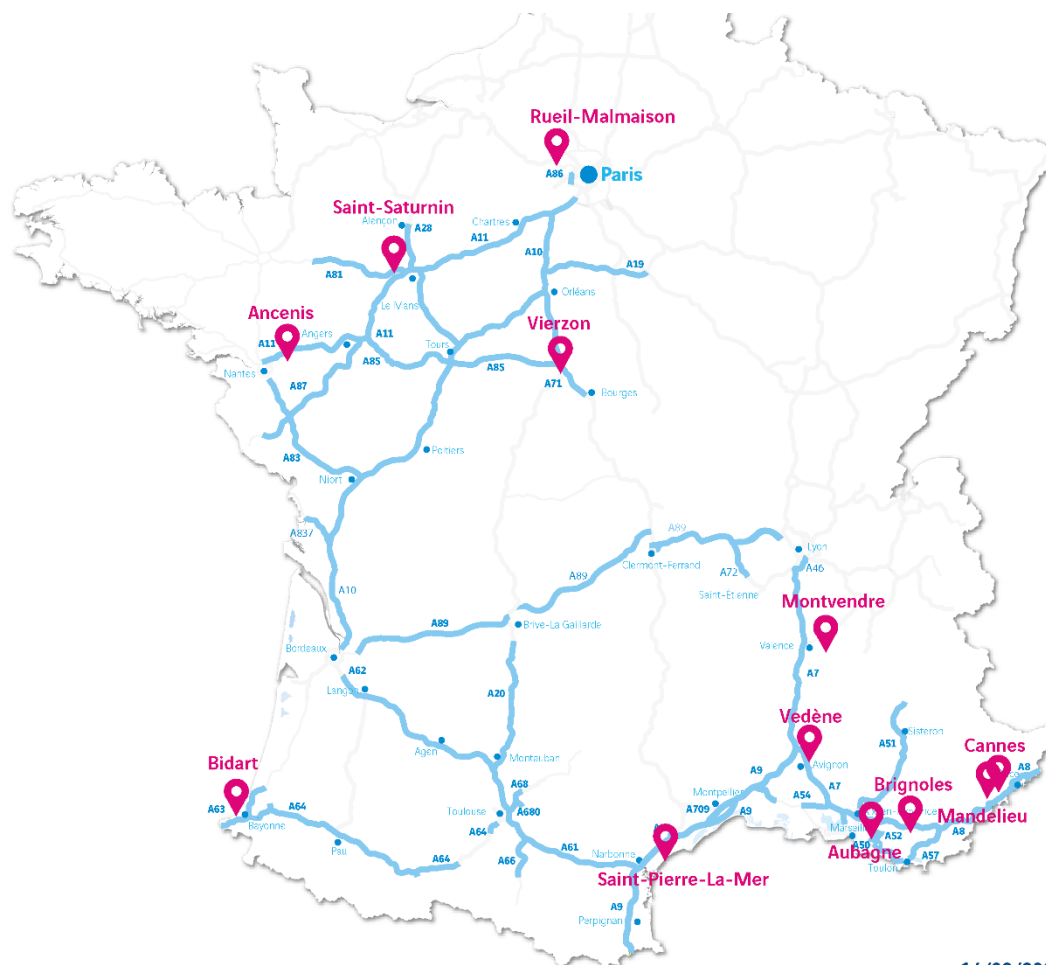 Rueil-Malmaison
A86
Paris
Saint-Saturnin
Alençon
A28
Chartres
A11
A10
A81
A19
Le Mans
Orléans
Ancenis
Vierzon
A11
Angers
A11
Tours
A85
A85
Nantes
A87
A71
Bourges
A83
Poitiers
Niort
A837
A89
Lyon
Clermont-Ferrand
A72
A46
A89
Saint-Etienne
A10
Montvendre
A89
Brive-La Gaillarde
Bordeaux
Valence
A62
A7
Langon
A20
Vedène
Sisteron
A51
Agen
Cannes
Montauban
Bidart
A9
Avignon
A8
A68
A7
Brignoles
A63
A64
Montpellier
A54
Bayonne
Toulouse
A680
A709
A9
Mandelieu
A64
Marseille
A52
A8
Pau
A61
Aubagne
A50
A57
A64
A66
Narbonne
Toulon
Saint-Pierre-La-Mer
A9
Perpignan